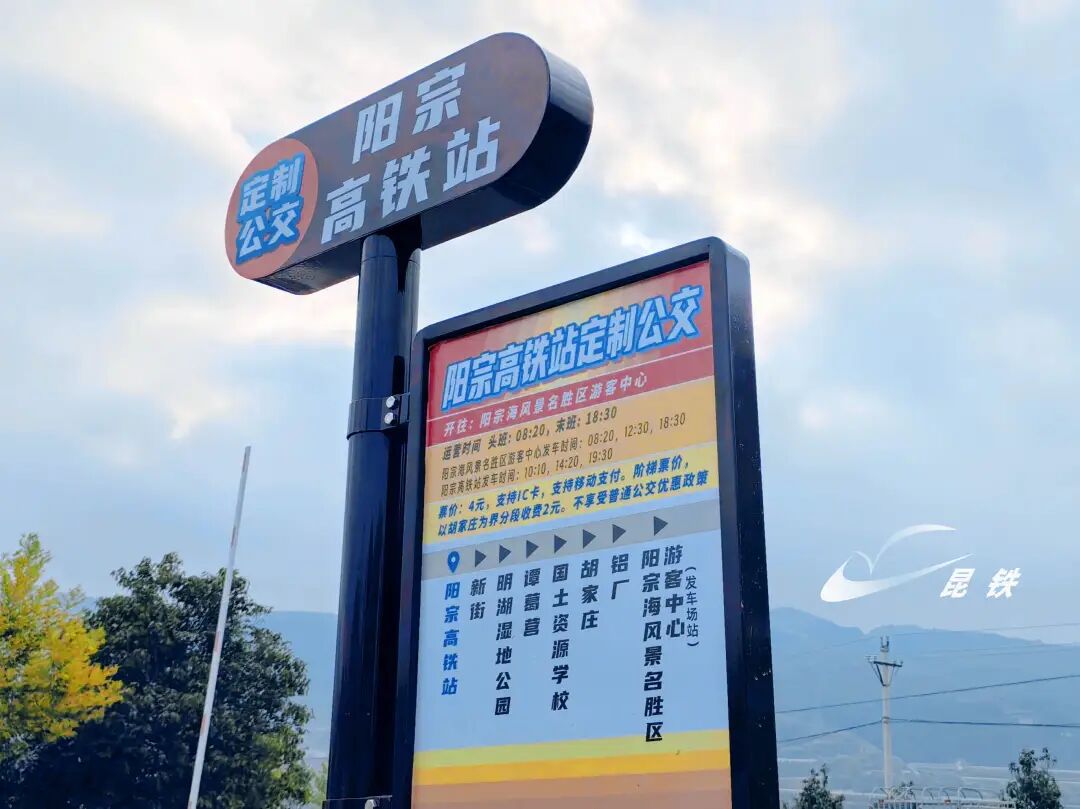 阳宗
高铁站
定制
公交
阳宗高铁站定制公交
开往：阳宗海风景名胜区游客中心
运营时间 头班：08:20，末班：18:30
阳宗海风景名胜区游客中心发车时间：08:20，12:30，18:30
阳宗高铁站发车时间：10:10，14:20，19:30
票价：4元，支持IC卡，支持移动支付。阶梯票价，
以胡家庄为界分段收费2元。不享受普通公交优惠政策
阳宗高铁站
新街
明湖湿地公园
谭葛营
国土资源学校
胡家庄
铝厂
阳宗海风景名胜区
游客中心
（发车场站）
昆铁